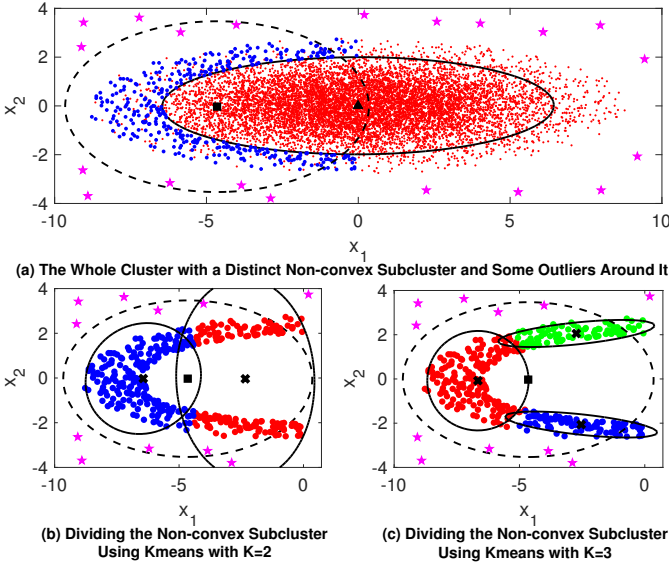 4
2
0
-2
-4
x2
-10 -5 0 5 10
x1
(a) The Whole Cluster with a Distinct Non-convex Subcluster and Some Outliers Around It
4
2
0
-2
-4
x2
-10 -5 0
x1
(b) Dividing the Non-convex Subcluster
Using Kmeans with K=2
4
2
0
-2
-4
x2
-10 -5 0
x1
(c) Dividing the Non-convex Subcluster
Using Kmeans with K=3